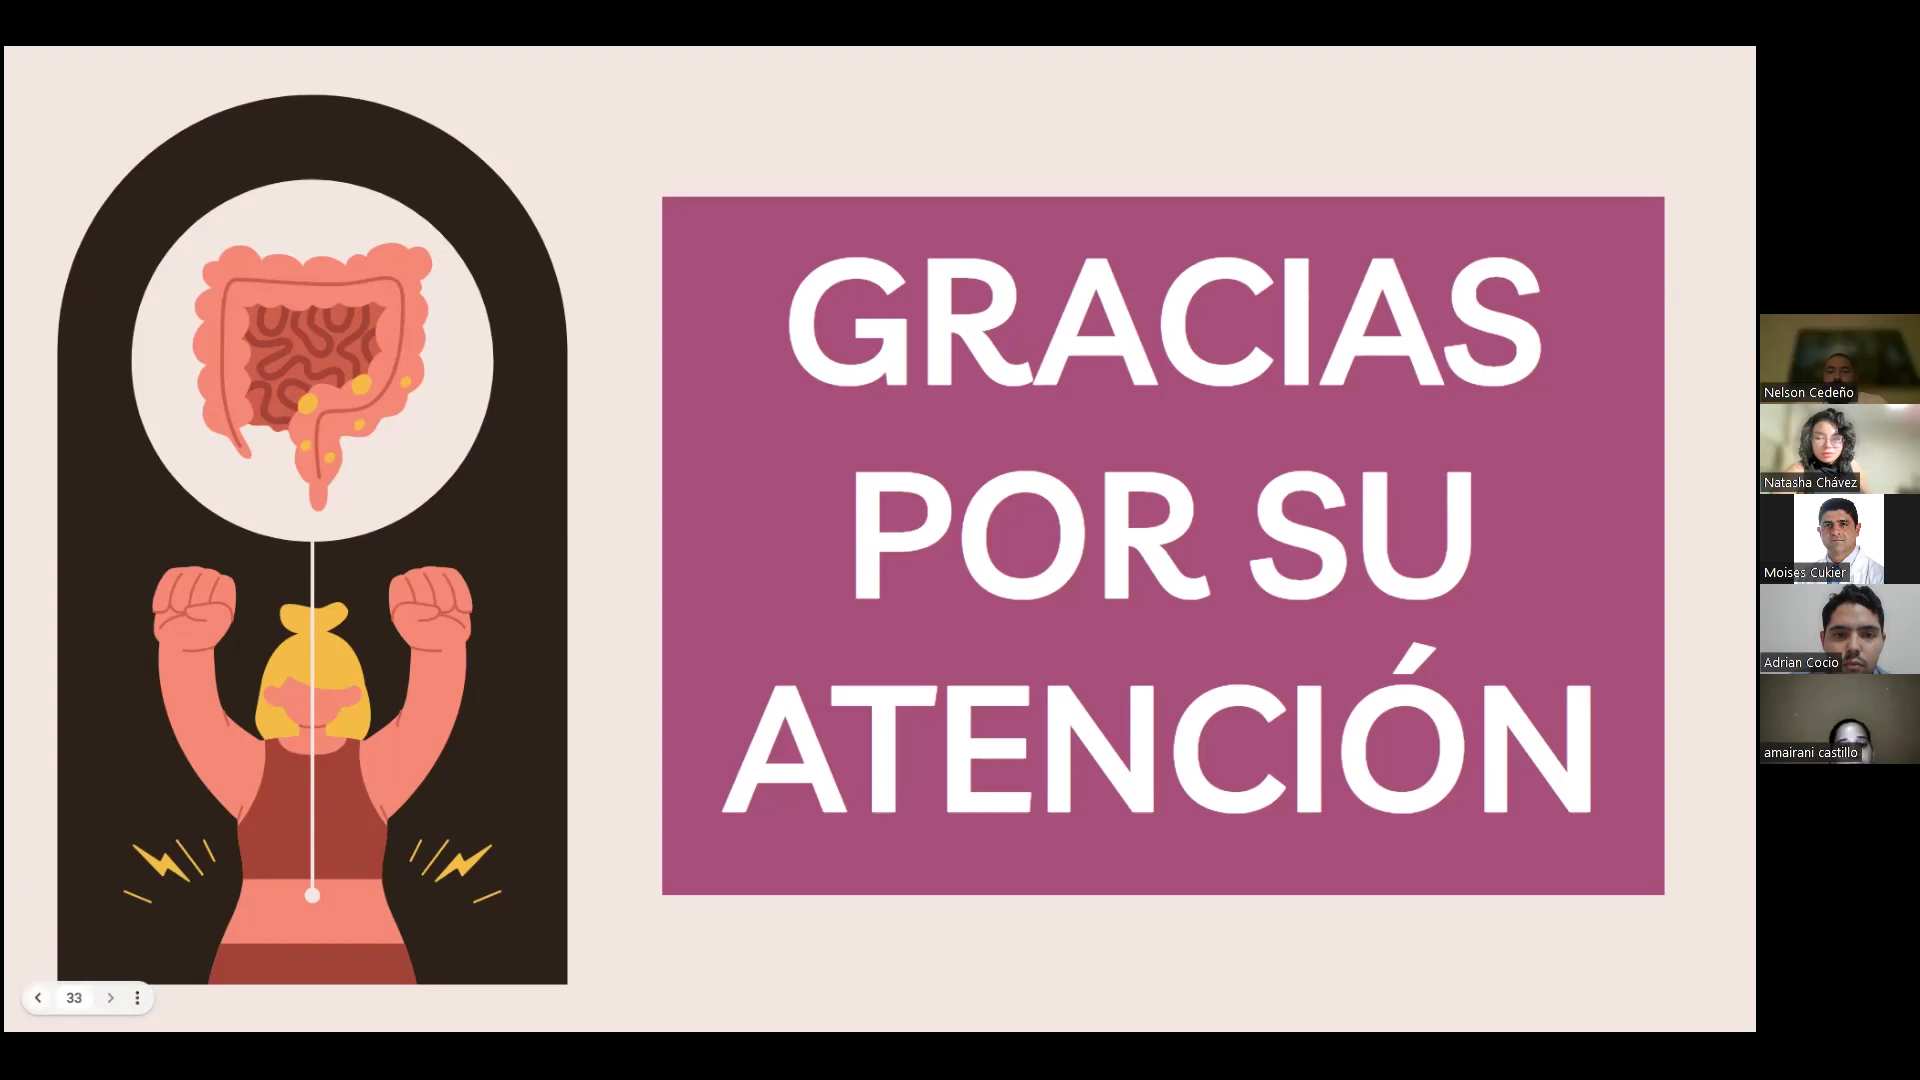 GRACIAS
POR SU
ATENCIÓN
33
Nelson Cedeño
Natasha Chávez
Moises Cukier
Adrian Cocio
amairani castillo